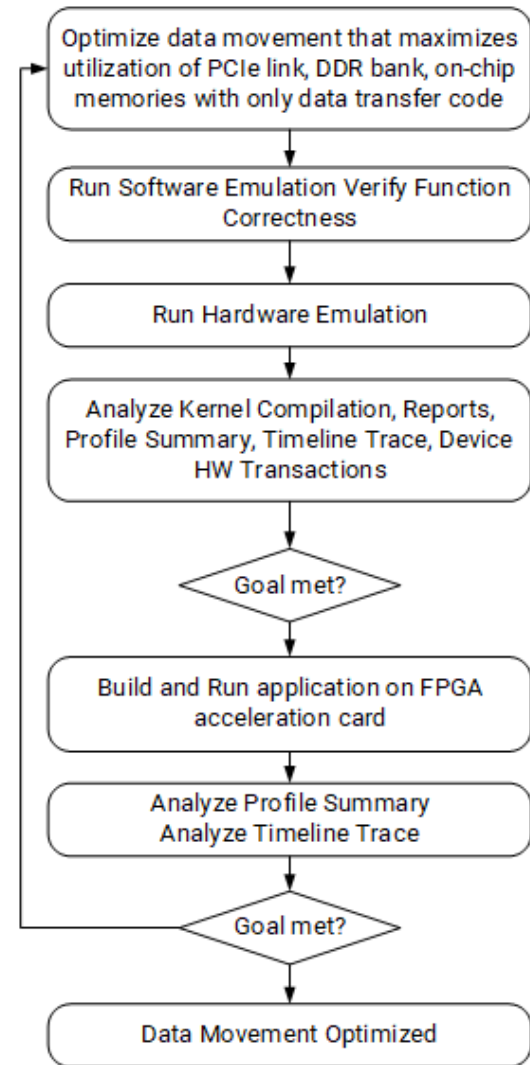 Optimize data movement that maximizes
utilization of PCIe link, DDR bank, on-chip
memories with only data transfer code
Run Software Emulation Verify Function
Correctness
Run Hardware Emulation
Analyze Kernel Compilation, Reports,
Profile Summary, Timeline Trace, Device
HW Transactions
Goal met?
Build and Run application on FPGA
acceleration card
Analyze Profile Summary
Analyze Timeline Trace
Goal met?
Data Movement Optimized